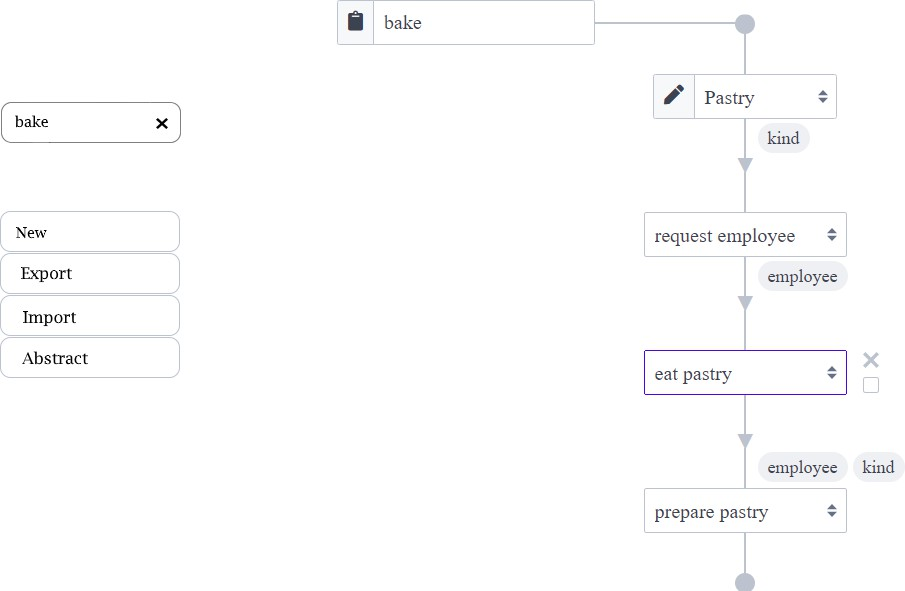 bake
bake
Pastry
kind
New
request employee
Export
employee
Import
Abstract
eat pastry
employee kind
prepare pastry